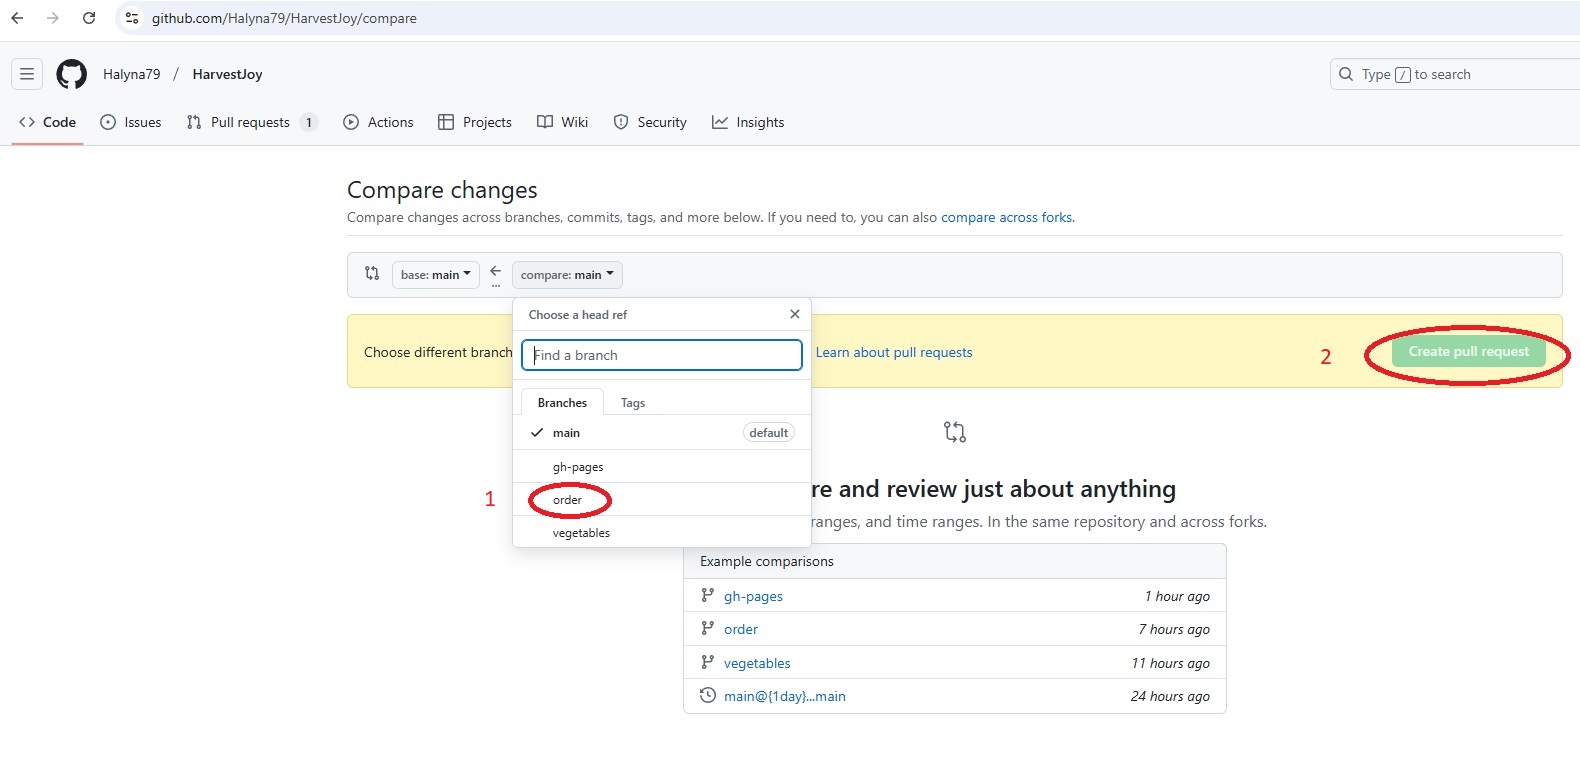 github.com/Halyna79/HarvestJoy/compare
Halyna79 / HarvestJoy
Type / to search
Code Issues Pull requests 1 Actions Projects Wiki Security Insights
Compare changes
Compare changes across branches, commits, tags, and more below. If you need to, you can also compare across forks.
base: main ... compare: main
Choose a head ref
Choose different branch Learn about pull requests 2 Create pull request
Find a branch
Branches Tags
main default
gh-pages
1 order
vegetables
re and review just about anything
ranges, and time ranges. In the same repository and across forks.
Example comparisons
gh-pages 1 hour ago
order 7 hours ago
vegetables 11 hours ago
main@{1day}...main 24 hours ago